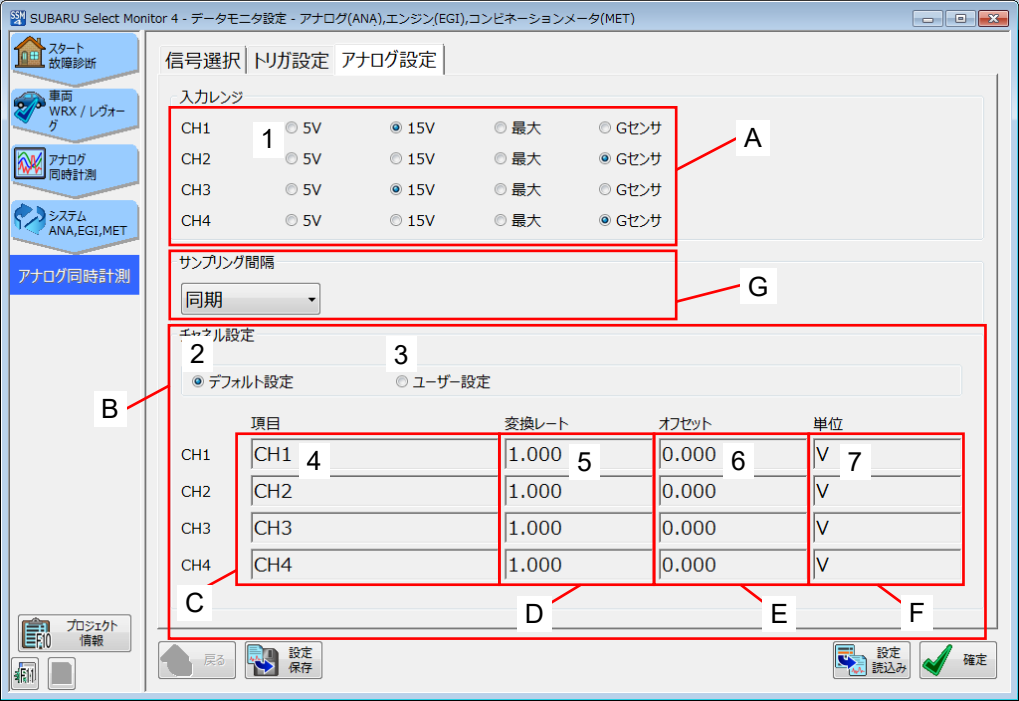 SUBARU Select Monitor 4 - データモニタ設定 - アナログ(ANA),エンジン(EGI),コンビネーションメータ(MET)
スタート
故障診断
車両
WRX / レヴォー
グ
アナログ
同時計測
システム
ANA,EGI,MET
アナログ同時計測
プロジェクト
情報
F10
F11
信号選択 トリガ設定 アナログ設定
入力レンジ
CH1 1 5V 15V 最大 Gセンサ
CH2 5V 15V 最大 Gセンサ
CH3 5V 15V 最大 Gセンサ
CH4 5V 15V 最大 Gセンサ
A
サンプリング間隔
同期
G
チャネル設定
2 3
デフォルト設定 ユーザー設定
B
項目 変換レート オフセット 単位
CH1 CH1 4 1.000 5 0.000 6 V 7
CH2 CH2 1.000 0.000 V
CH3 CH3 1.000 0.000 V
CH4 CH4 1.000 0.000 V
C D E F
戻る
設定
保存
設定
読込み
確定